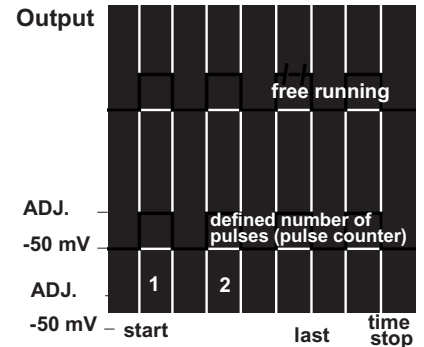 Output
free running
ADJ.
defined number of
pulses (pulse counter)
-50 mV
ADJ.
1 2
-50 mV
start
last
time
stop